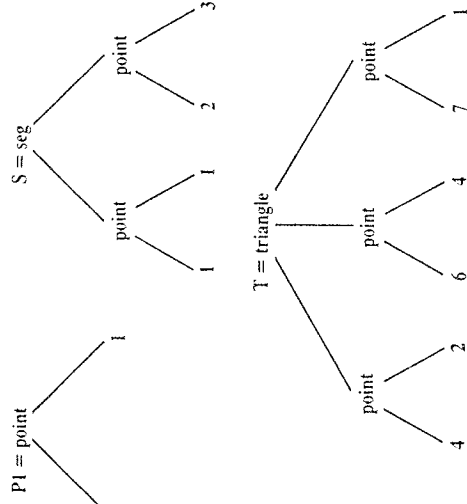 P1 = point
1
S = seg
point point
1 1 2 3
T = triangle
point point point
4 2 6 4 7 1